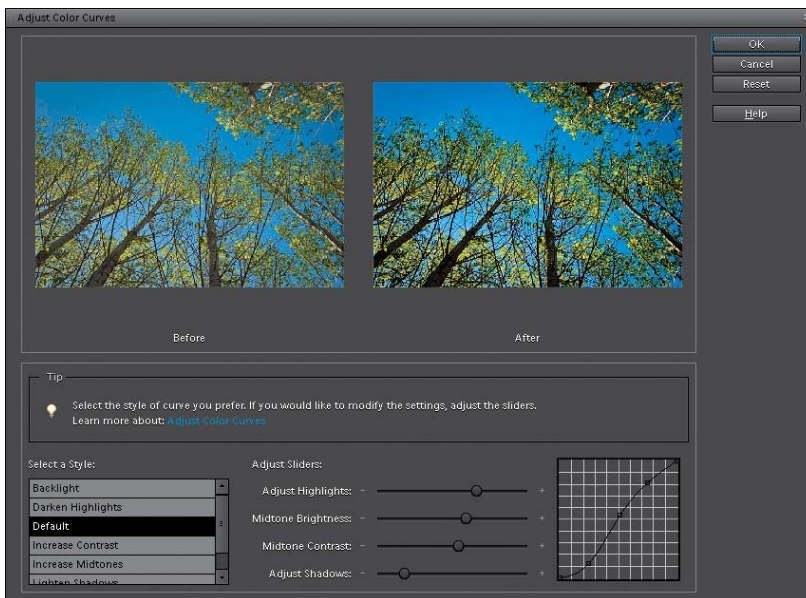 Adjust Color Curves
OK
Cancel
Reset
Help
Before
After
Tip
Select the style of curve you prefer. If you would like to modify the settings, adjust the sliders.
Learn more about: Adjust Color Curves
Select a Style:
Backlight
Darken Highlights
Default
Increase Contrast
Increase Midtones
Lighten Shadows
Adjust Sliders:
Adjust Highlights: - +
Midtone Brightness: - +
Midtone Contrast: - +
Adjust Shadows: - +